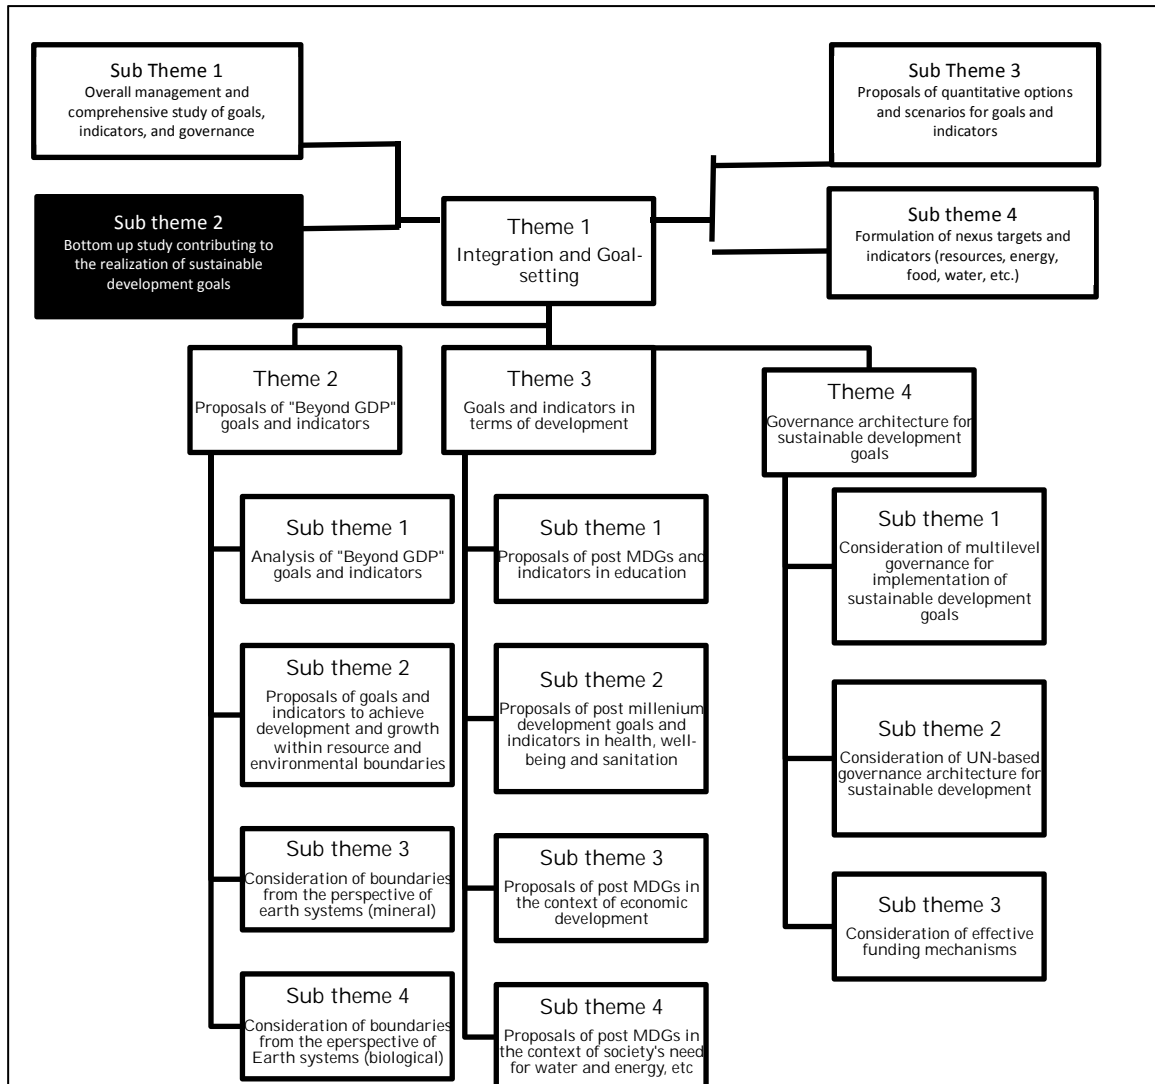 Sub Theme 1
Overall management and
comprehensive study of goals,
indicators, and governance
Sub theme 2
Bottom up study contributing to
the realization of sustainable
development goals
Theme 1
Integration and Goal-
setting
Sub Theme 3
Proposals of quantitative options
and scenarios for goals and
indicators
Sub theme 4
Formulation of nexus targets and
indicators (resources, energy,
food, water, etc.)
Theme 2
Proposals of "Beyond GDP"
goals and indicators
Sub theme 1
Analysis of "Beyond GDP"
goals and indicators
Sub theme 2
Proposals of goals and
indicators to achieve
development and growth
within resource and
environmental boundaries
Sub theme 3
Consideration of boundaries
from the perspective of
earth systems (mineral)
Sub theme 4
Consideration of boundaries
from the eperspective of
Earth systems (biological)
Theme 3
Goals and indicators in
terms of development
Sub theme 1
Proposals of post MDGs and
indicators in education
Sub theme 2
Proposals of post millenium
development goals and
indicators in health, well-
being and sanitation
Sub theme 3
Proposals of post MDGs in
the context of economic
development
Sub theme 4
Proposals of post MDGs in
the context of society's need
for water and energy, etc
Theme 4
Governance architecture for
sustainable development
goals
Sub theme 1
Consideration of multilevel
governance for
implementation of
sustainable development
goals
Sub theme 2
Consideration of UN-based
governance architecture for
sustainable development
Sub theme 3
Consideration of effective
funding mechanisms